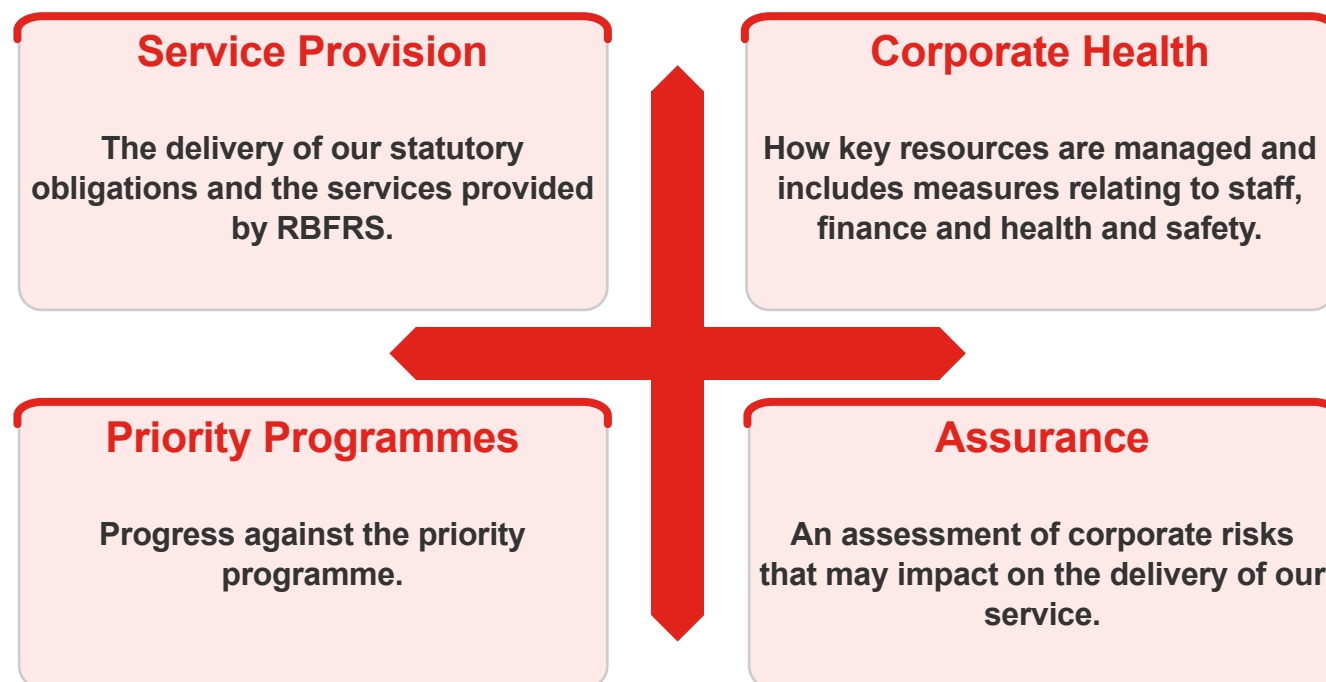 Service Provision
The delivery of our statutory
obligations and the services provided
by RBFRS.
Corporate Health
How key resources are managed and
includes measures relating to staff,
finance and health and safety.
Priority Programmes
Progress against the priority
programme.
Assurance
An assessment of corporate risks
that may impact on the delivery of our
service.